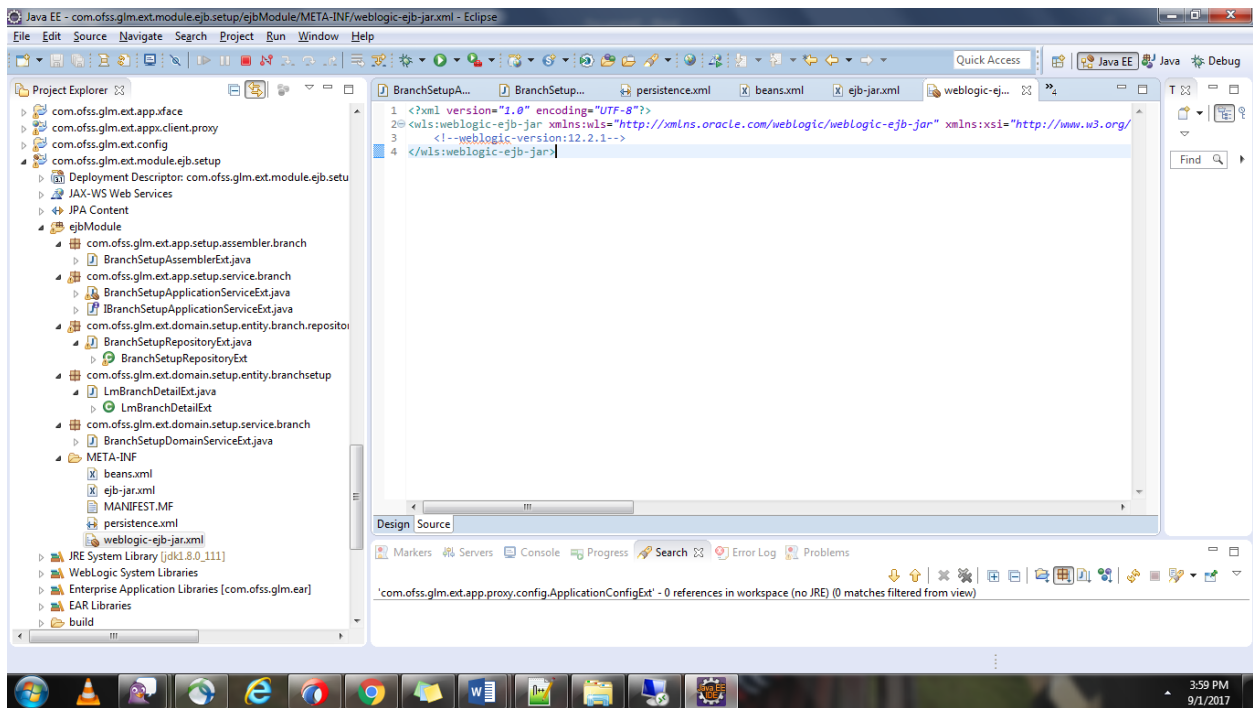 Java EE - com.ofss.glm.ext.module.ejb.setup/ejbModule/META-INF/weblogic-ejb-jar.xml - Eclipse
File Edit Source Navigate Search Project Run Window Help
Quick Access
Java EE
Java
Debug
Project Explorer
com.ofss.glm.ext.app.xface
com.ofss.glm.ext.appx.client.proxy
com.ofss.glm.ext.config
com.ofss.glm.ext.module.ejb.setup
Deployment Descriptor: com.ofss.glm.ext.module.ejb.setu
JAX-WS Web Services
JPA Content
ejbModule
com.ofss.glm.ext.app.setup.assembler.branch
BranchSetupAssemblerExt.java
com.ofss.glm.ext.app.setup.service.branch
BranchSetupApplicationServiceExt.java
IBranchSetupApplicationServiceExt.java
com.ofss.glm.ext.domain.setup.entity.branch.reposito
BranchSetupRepositoryExt.java
BranchSetupRepositoryExt
com.ofss.glm.ext.domain.setup.entity.branchsetup
LmBranchDetailExt.java
LmBranchDetailExt
com.ofss.glm.ext.domain.setup.service.branch
BranchSetupDomainServiceExt.java
META-INF
beans.xml
ejb-jar.xml
MANIFEST.MF
persistence.xml
weblogic-ejb-jar.xml
JRE System Library [jdk1.8.0_111]
WebLogic System Libraries
Enterprise Application Libraries [com.ofss.glm.ear]
EAR Libraries
build
BranchSetupA... BranchSetup... persistence.xml beans.xml ejb-jar.xml weblogic-ej... »4
1 <?xml version="1.0" encoding="UTF-8"?>
2 <wls:weblogic-ejb-jar xmlns:wls="http://xmlns.oracle.com/weblogic/weblogic-ejb-jar" xmlns:xsi="http://www.w3.org/
3 <!--weblogic-version:12.2.1-->
4 </wls:weblogic-ejb-jar>
Design Source
T
Find
Markers Servers Console Progress Search Error Log Problems
'com.ofss.glm.ext.app.proxy.config.ApplicationConfigExt' - 0 references in workspace (no JRE) (0 matches filtered from view)
3:59 PM
9/1/2017